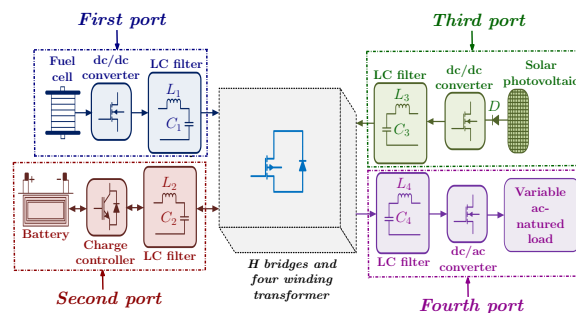 First port
Fuel
cell
dc/dc
converter
LC filter
L1
C1
Third port
LC filter
dc/dc
converter
Solar
photovoltaic
L3
C3
D
+
-
Battery
Charge
controller
L2
C2
LC filter
Second port
H bridges and
four winding
transformer
L4
C4
LC filter
dc/ac
converter
Variable
ac-
natured
load
Fourth port